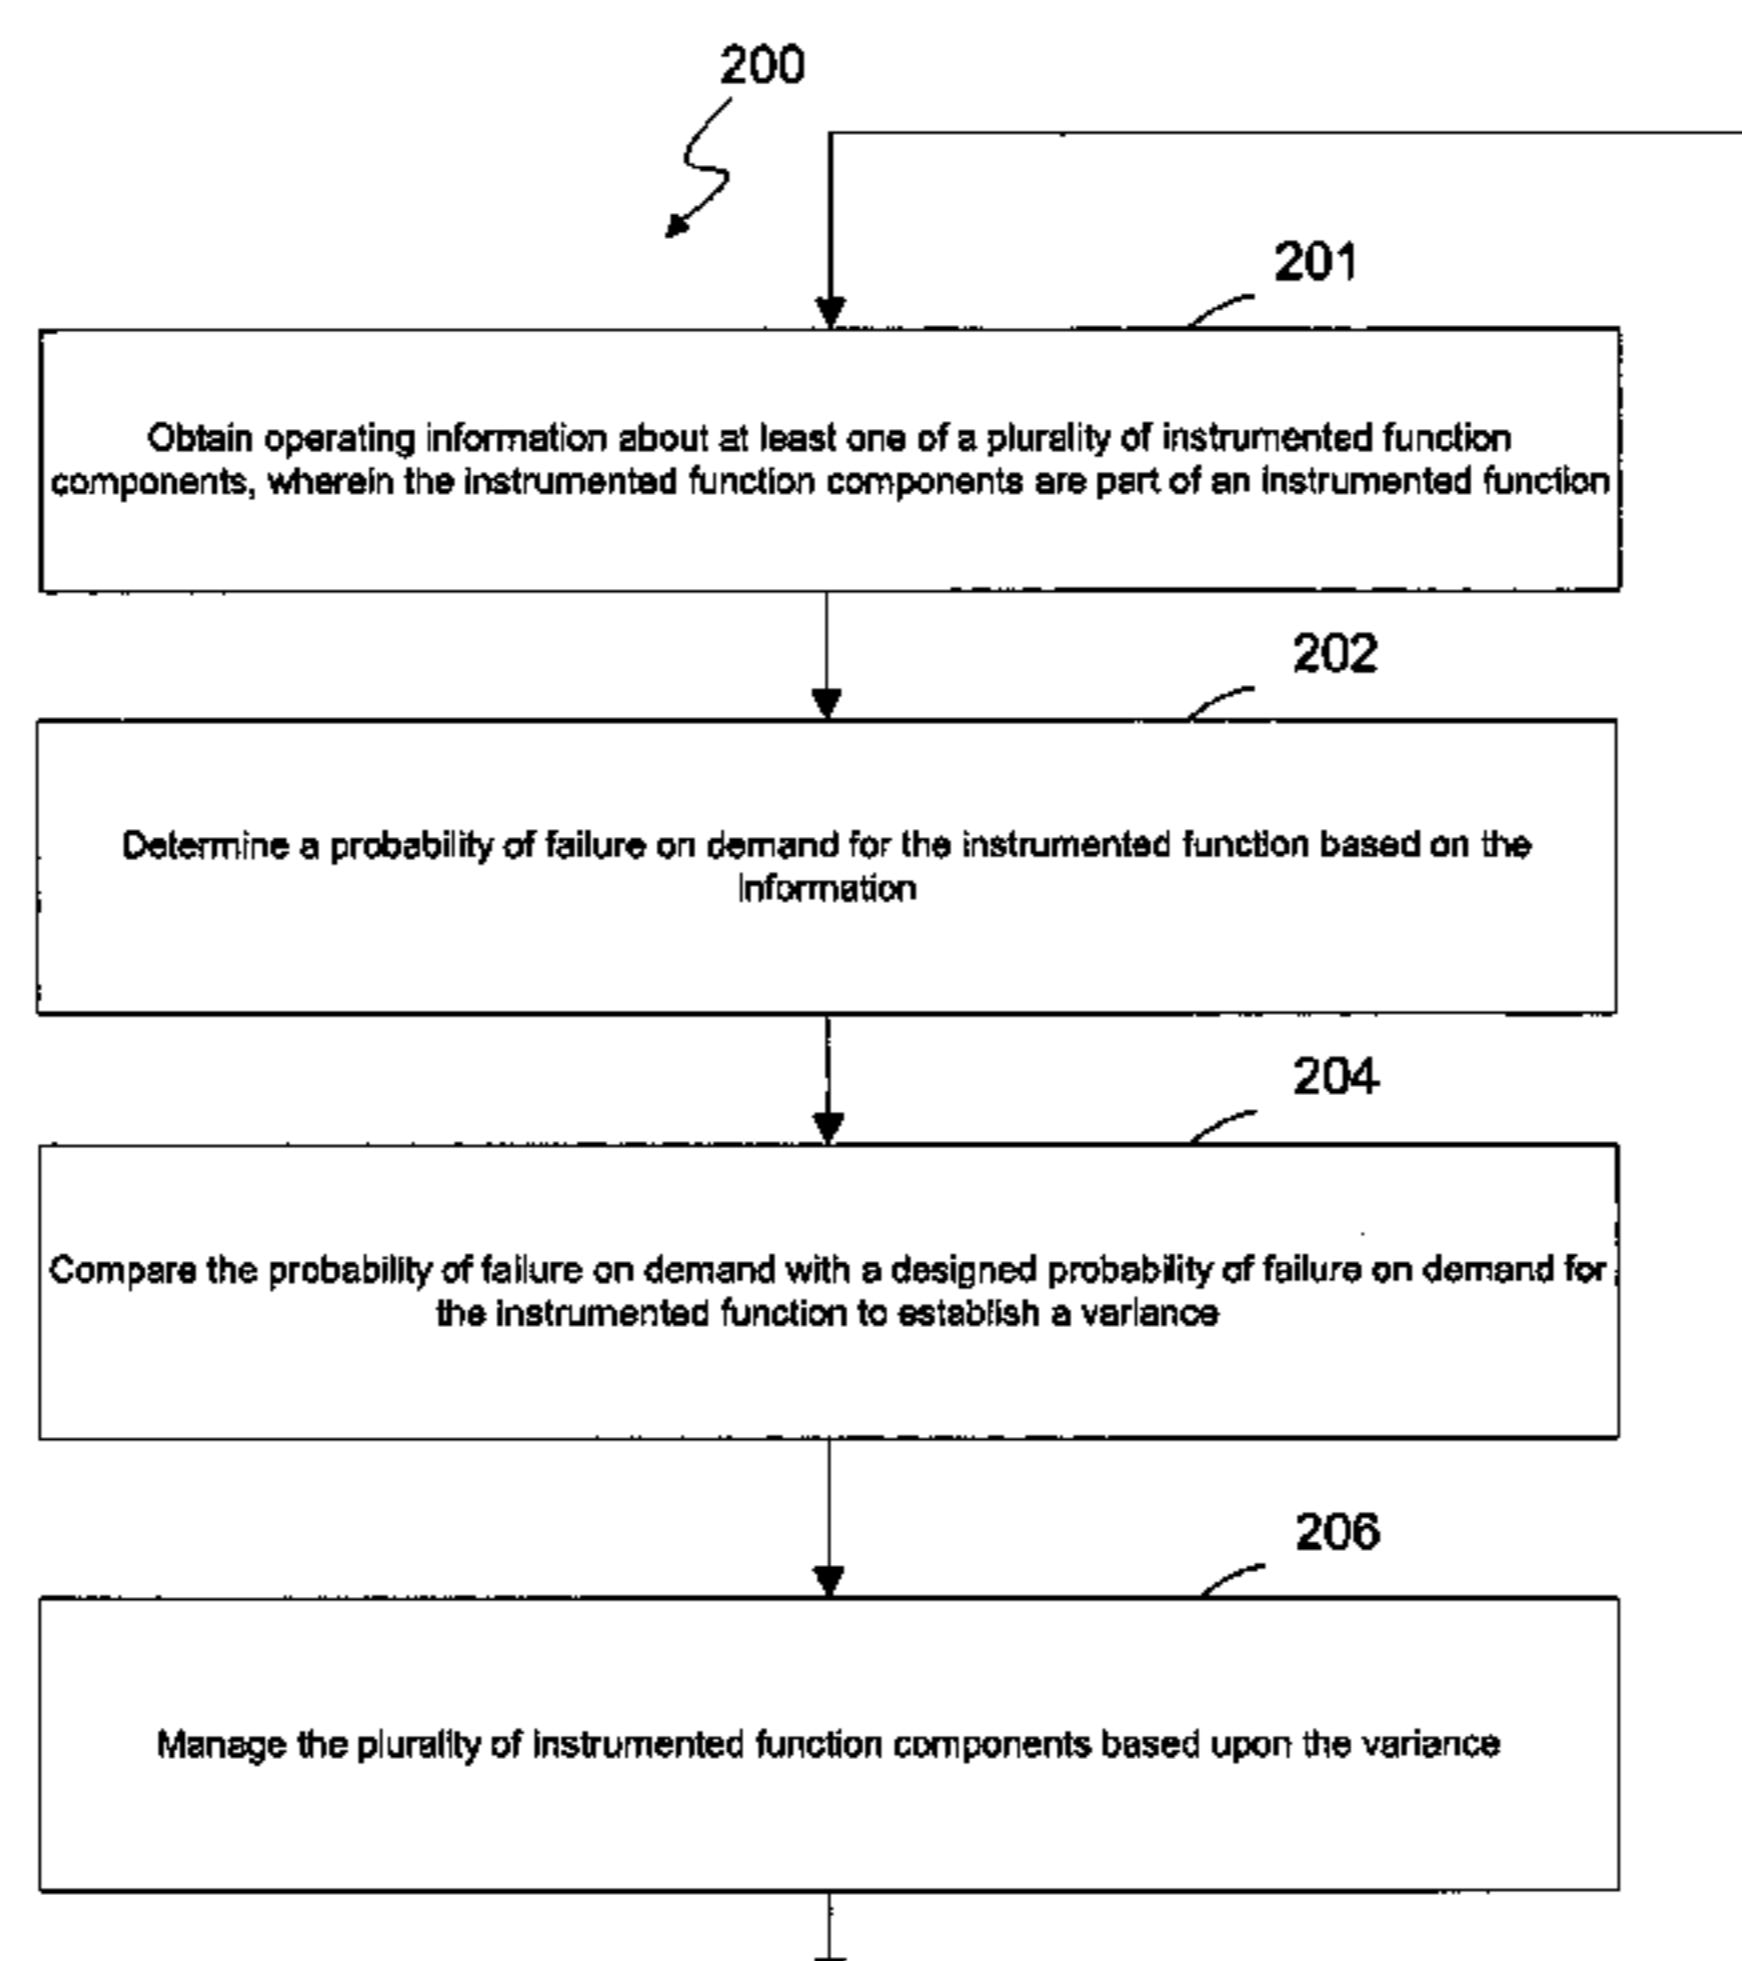 200
201
Obtain operating information about at least one of a plurality of instrumented function
components, wherein the instrumented function components are part of an instrumented function
202
Determine a probability of failure on demand for the instrumented function based on the
information
204
Compare the probability of failure on demand with a designed probability of failure on demand for
the instrumented function to establish a variance
206
Manage the plurality of instrumented function components based upon the variance